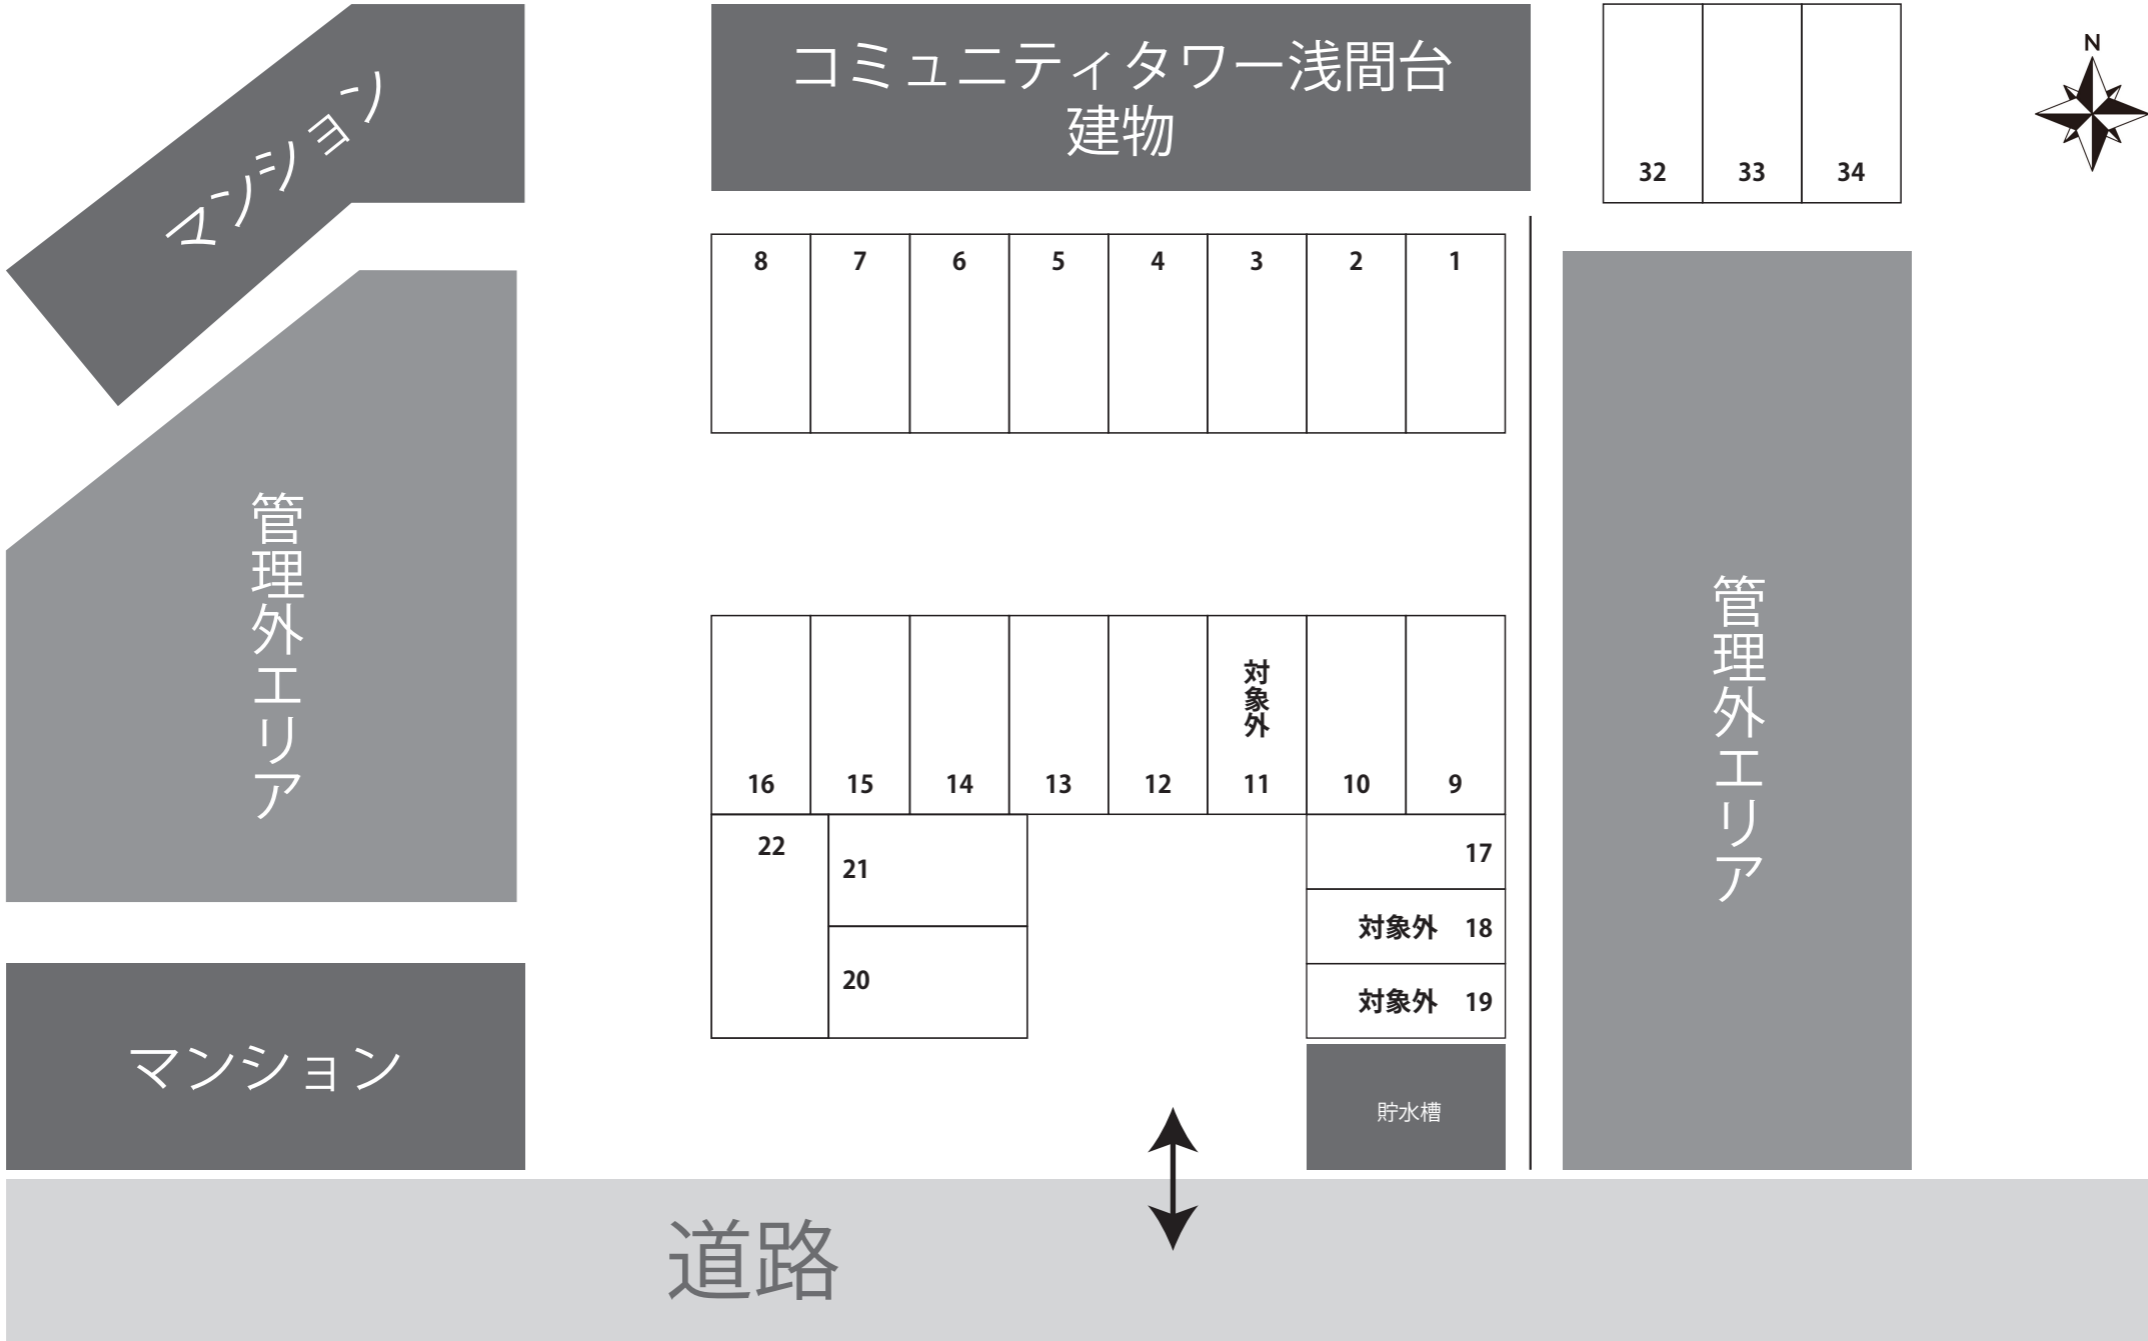 コミュニティタワー浅間台
建物
N
マンション
32 33 34
8 7 6 5 4 3 2 1
管理外エリア
管理外エリア
対象外
16 15 14 13 12 11 10 9
22
21
17
対象外 18
20
対象外 19
マンション
貯水槽
道路